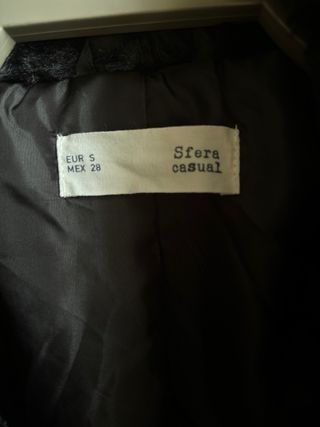 EUR S
MEX 28
Sfera
casual